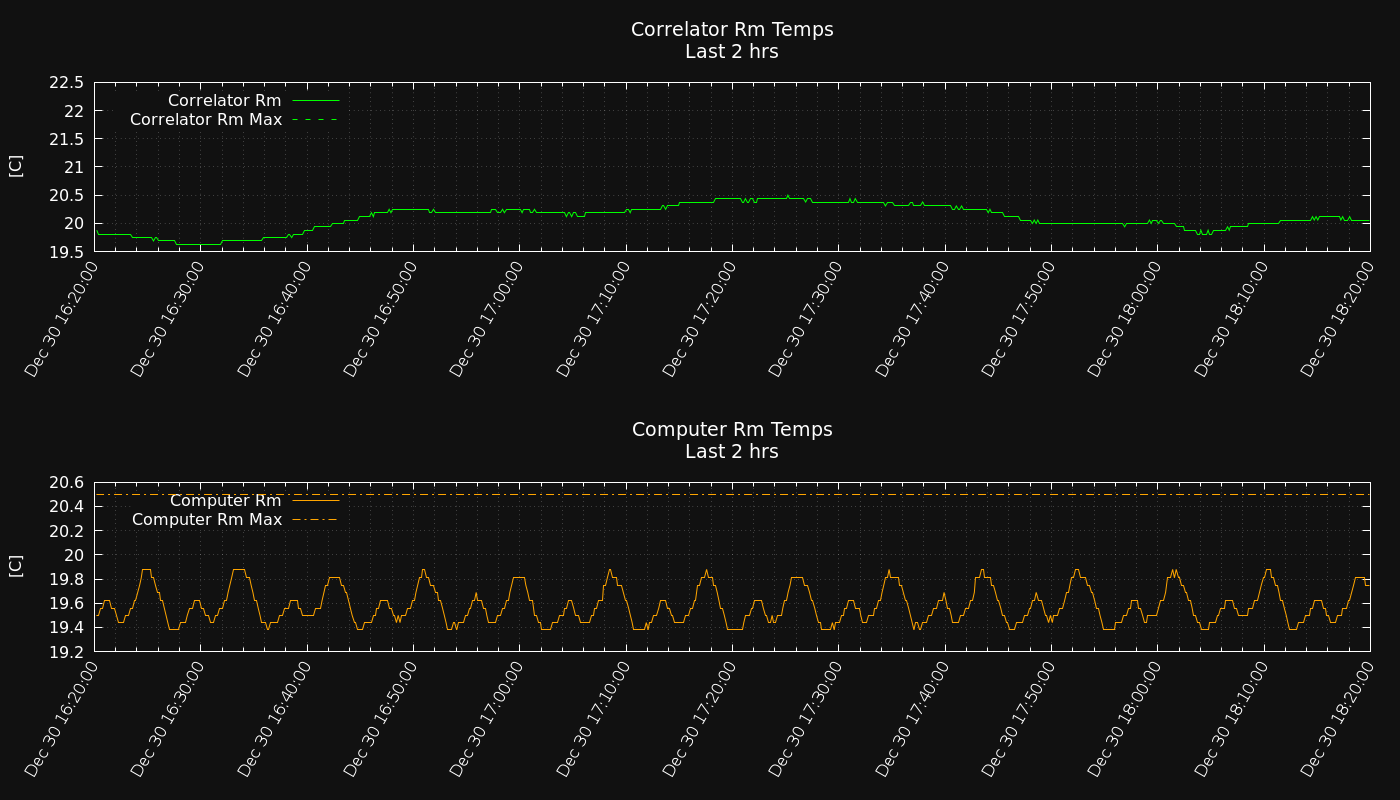 Correlator Rm Temps
Last 2 hrs
22.5
22
21.5
21
20.5
20
19.5
[C]
Correlator Rm
Correlator Rm Max
Dec 30 16:20:00
Dec 30 16:30:00
Dec 30 16:40:00
Dec 30 16:50:00
Dec 30 17:00:00
Dec 30 17:10:00
Dec 30 17:20:00
Dec 30 17:30:00
Dec 30 17:40:00
Dec 30 17:50:00
Dec 30 18:00:00
Dec 30 18:10:00
Dec 30 18:20:00
Computer Rm Temps
Last 2 hrs
20.6
20.4
20.2
20
19.8
19.6
19.4
19.2
[C]
Computer Rm
Computer Rm Max
Dec 30 16:20:00
Dec 30 16:30:00
Dec 30 16:40:00
Dec 30 16:50:00
Dec 30 17:00:00
Dec 30 17:10:00
Dec 30 17:20:00
Dec 30 17:30:00
Dec 30 17:40:00
Dec 30 17:50:00
Dec 30 18:00:00
Dec 30 18:10:00
Dec 30 18:20:00